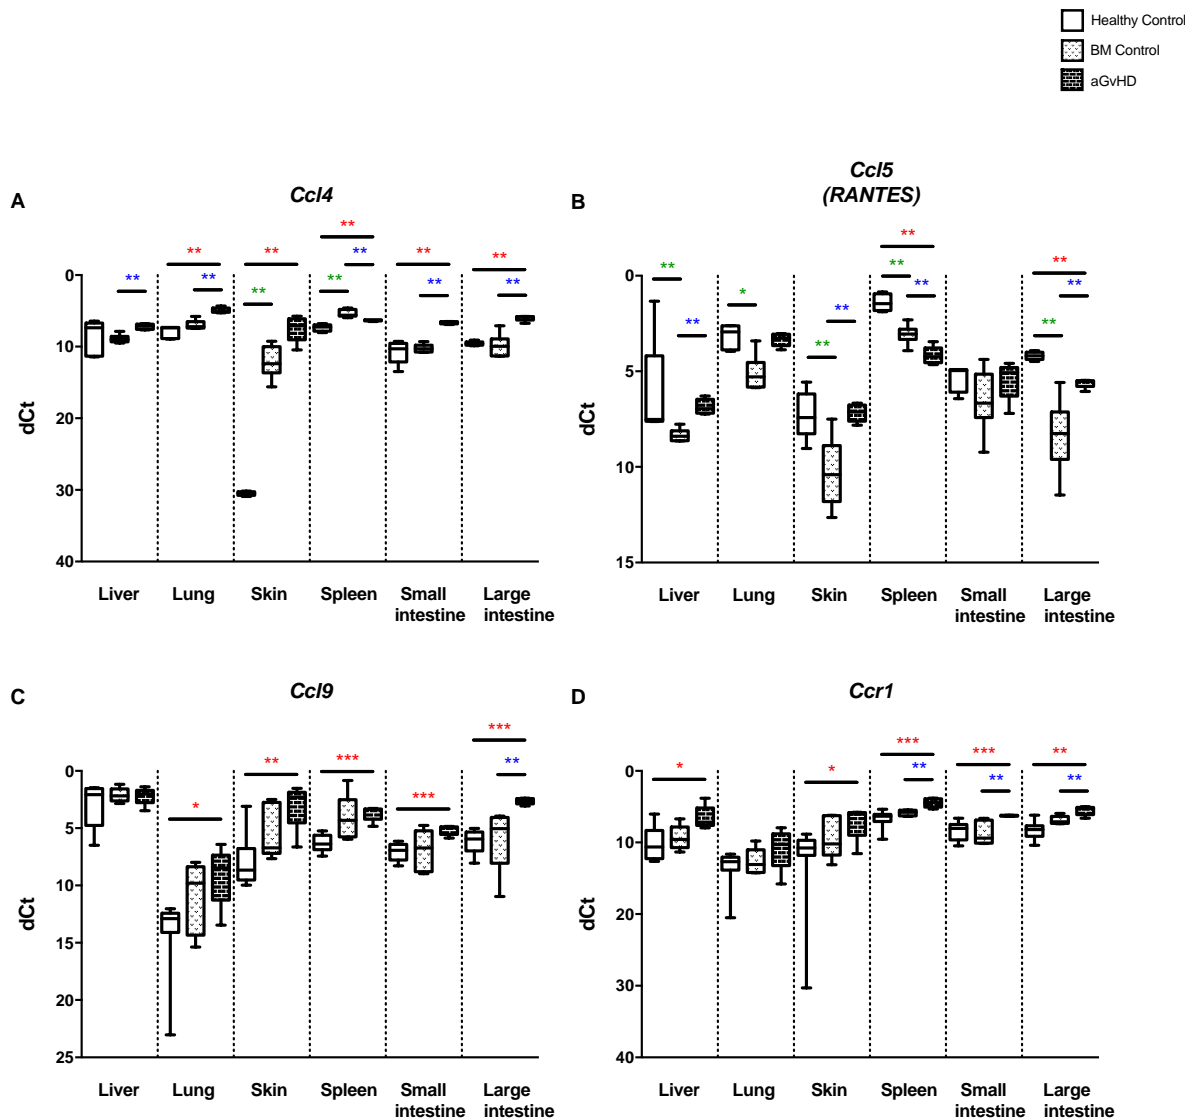 Healthy Control
BM Control
aGvHD
A
Ccl4
** ** ** ** ** ** ** ** ** ** ** **
0
10
20
30
40
dCt
Liver Lung Skin Spleen Small intestine Large intestine
B
Ccl5
(RANTES)
** ** * ** ** ** ** ** ** ** **
0
5
10
15
dCt
Liver Lung Skin Spleen Small intestine Large intestine
C
Ccl9
* ** *** *** *** **
0
5
10
15
20
25
dCt
Liver Lung Skin Spleen Small intestine Large intestine
D
Ccr1
* * *** ** *** ** ** **
0
10
20
30
40
dCt
Liver Lung Skin Spleen Small intestine Large intestine